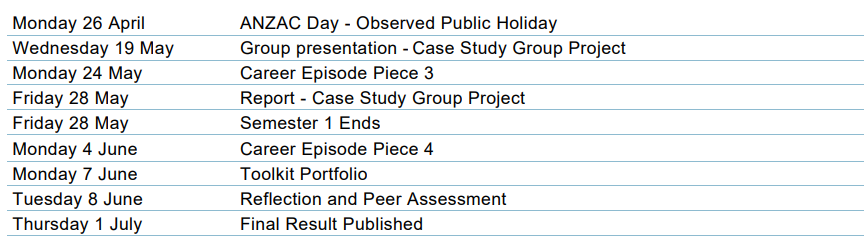 Monday 26 April ANZAC Day - Observed Public Holiday
Wednesday 19 May Group presentation - Case Study Group Project
Monday 24 May Career Episode Piece 3
Friday 28 May Report - Case Study Group Project
Friday 28 May Semester 1 Ends
Monday 4 June Career Episode Piece 4
Monday 7 June Toolkit Portfolio
Tuesday 8 June Reflection and Peer Assessment
Thursday 1 July Final Result Published